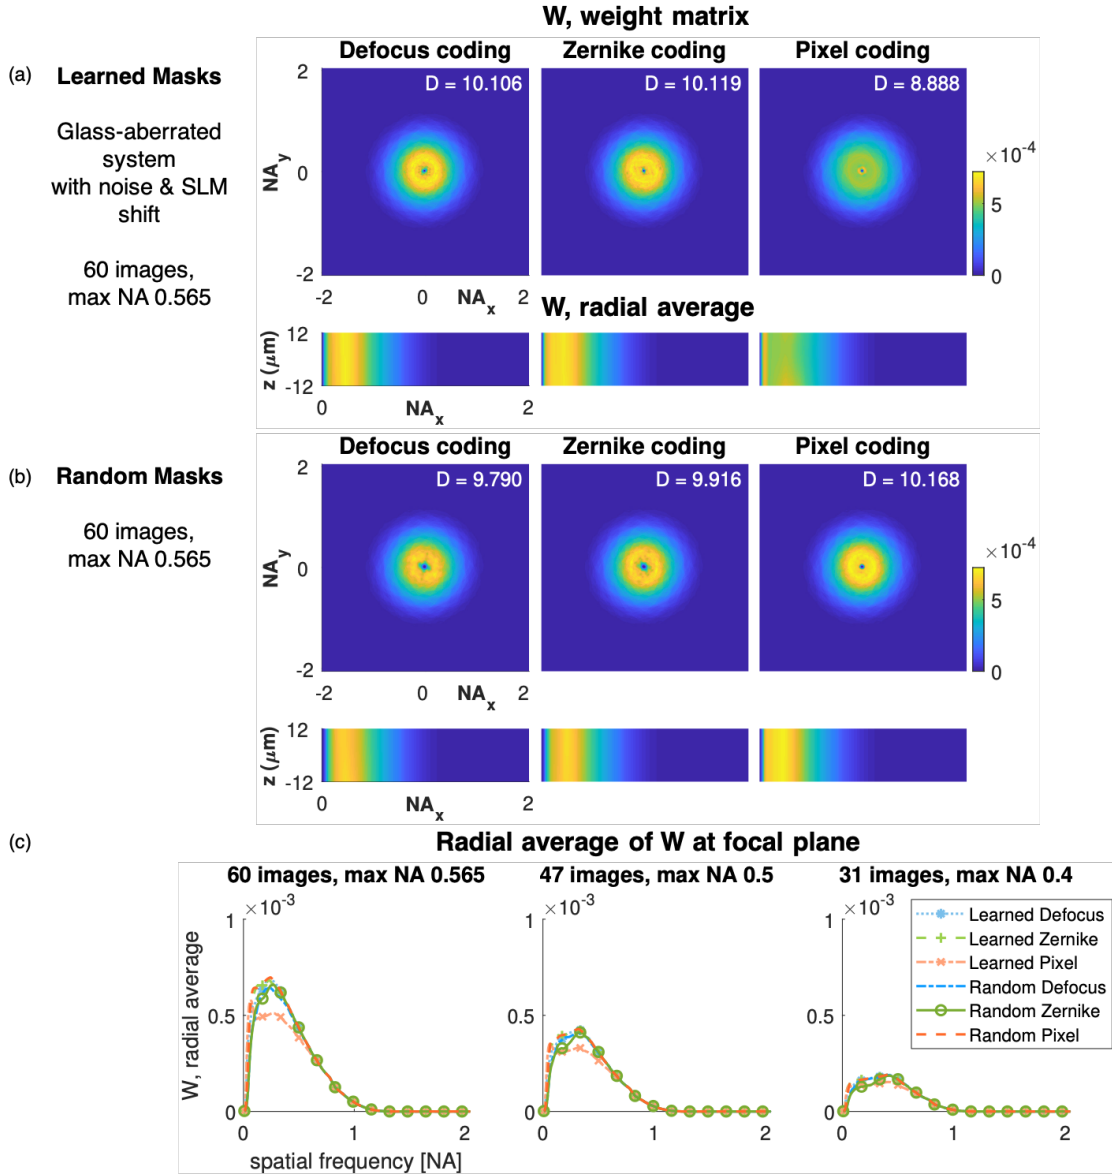 W, weight matrix
(a)
Learned Masks
Glass-aberrated
system
with noise & SLM
shift
60 images,
max NA 0.565
Defocus coding
Zernike coding
Pixel coding
D = 10.106
D = 10.119
D = 8.888
2
0
-2
NA_y
-2
0
NA_x
2
×10^-4
5
0
W, radial average
12
-12
z (μm)
0
NA_x
2
(b)
Random Masks
60 images,
max NA 0.565
Defocus coding
Zernike coding
Pixel coding
D = 9.790
D = 9.916
D = 10.168
2
0
-2
NA_y
-2
0
NA_x
2
×10^-4
5
0
12
-12
z (μm)
0
NA_x
2
(c)
Radial average of W at focal plane
60 images, max NA 0.565
47 images, max NA 0.5
31 images, max NA 0.4
1
×10^-3
0.5
0
W, radial average
0
1
2
spatial frequency [NA]
1
×10^-3
0.5
0
0
1
2
1
×10^-3
0.5
0
0
1
2
Learned Defocus
Learned Zernike
Learned Pixel
Random Defocus
Random Zernike
Random Pixel